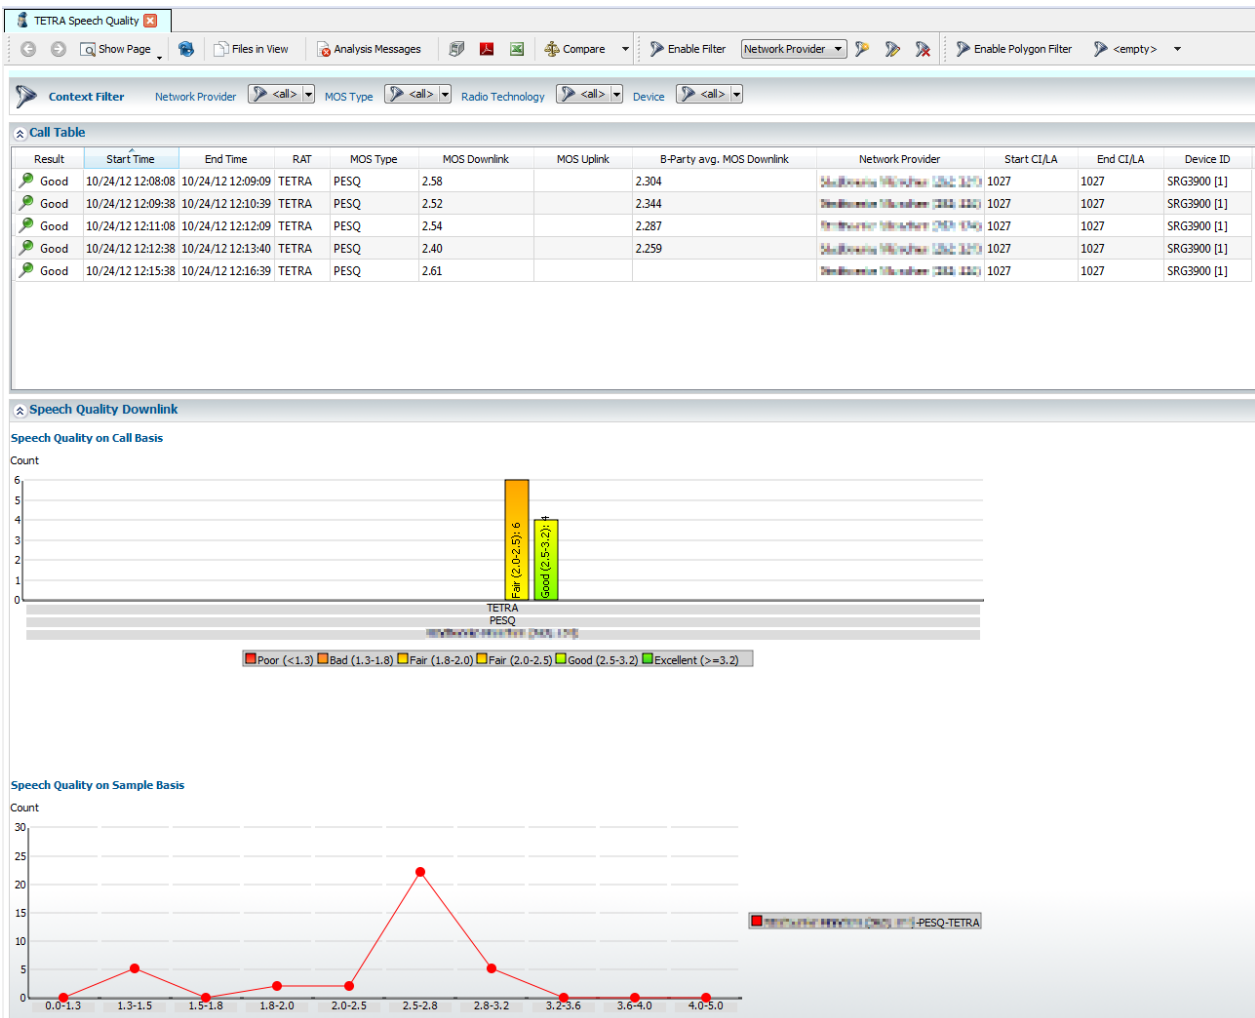 TETRA Speech Quality
Show Page Files in View Analysis Messages Compare Enable Filter Network Provider Enable Polygon Filter <empty>
Context Filter Network Provider <all> MOS Type <all> Radio Technology <all> Device <all>
Call Table
Result Start Time End Time RAT MOS Type MOS Downlink MOS Uplink B-Party avg. MOS Downlink Network Provider Start CI/LA End CI/LA Device ID
Good 10/24/12 12:08:08 10/24/12 12:09:09 TETRA PESQ 2.58 2.304 1027 1027 SRG3900 [1]
Good 10/24/12 12:09:38 10/24/12 12:10:39 TETRA PESQ 2.52 2.344 1027 1027 SRG3900 [1]
Good 10/24/12 12:11:08 10/24/12 12:12:09 TETRA PESQ 2.54 2.287 1027 1027 SRG3900 [1]
Good 10/24/12 12:12:38 10/24/12 12:13:40 TETRA PESQ 2.40 2.259 1027 1027 SRG3900 [1]
Good 10/24/12 12:15:38 10/24/12 12:16:39 TETRA PESQ 2.61 1027 1027 SRG3900 [1]
Speech Quality Downlink
Speech Quality on Call Basis
Count
6
5
4
3
2
1
0
Fair (2.0-2.5): 6
Good (2.5-3.2): 4
TETRA
PESQ
Poor (<1.3) Bad (1.3-1.8) Fair (1.8-2.0) Fair (2.0-2.5) Good (2.5-3.2) Excellent (>=3.2)
Speech Quality on Sample Basis
Count
30
25
20
15
10
5
0
-PESQ-TETRA
0.0-1.3 1.3-1.5 1.5-1.8 1.8-2.0 2.0-2.5 2.5-2.8 2.8-3.2 3.2-3.6 3.6-4.0 4.0-5.0